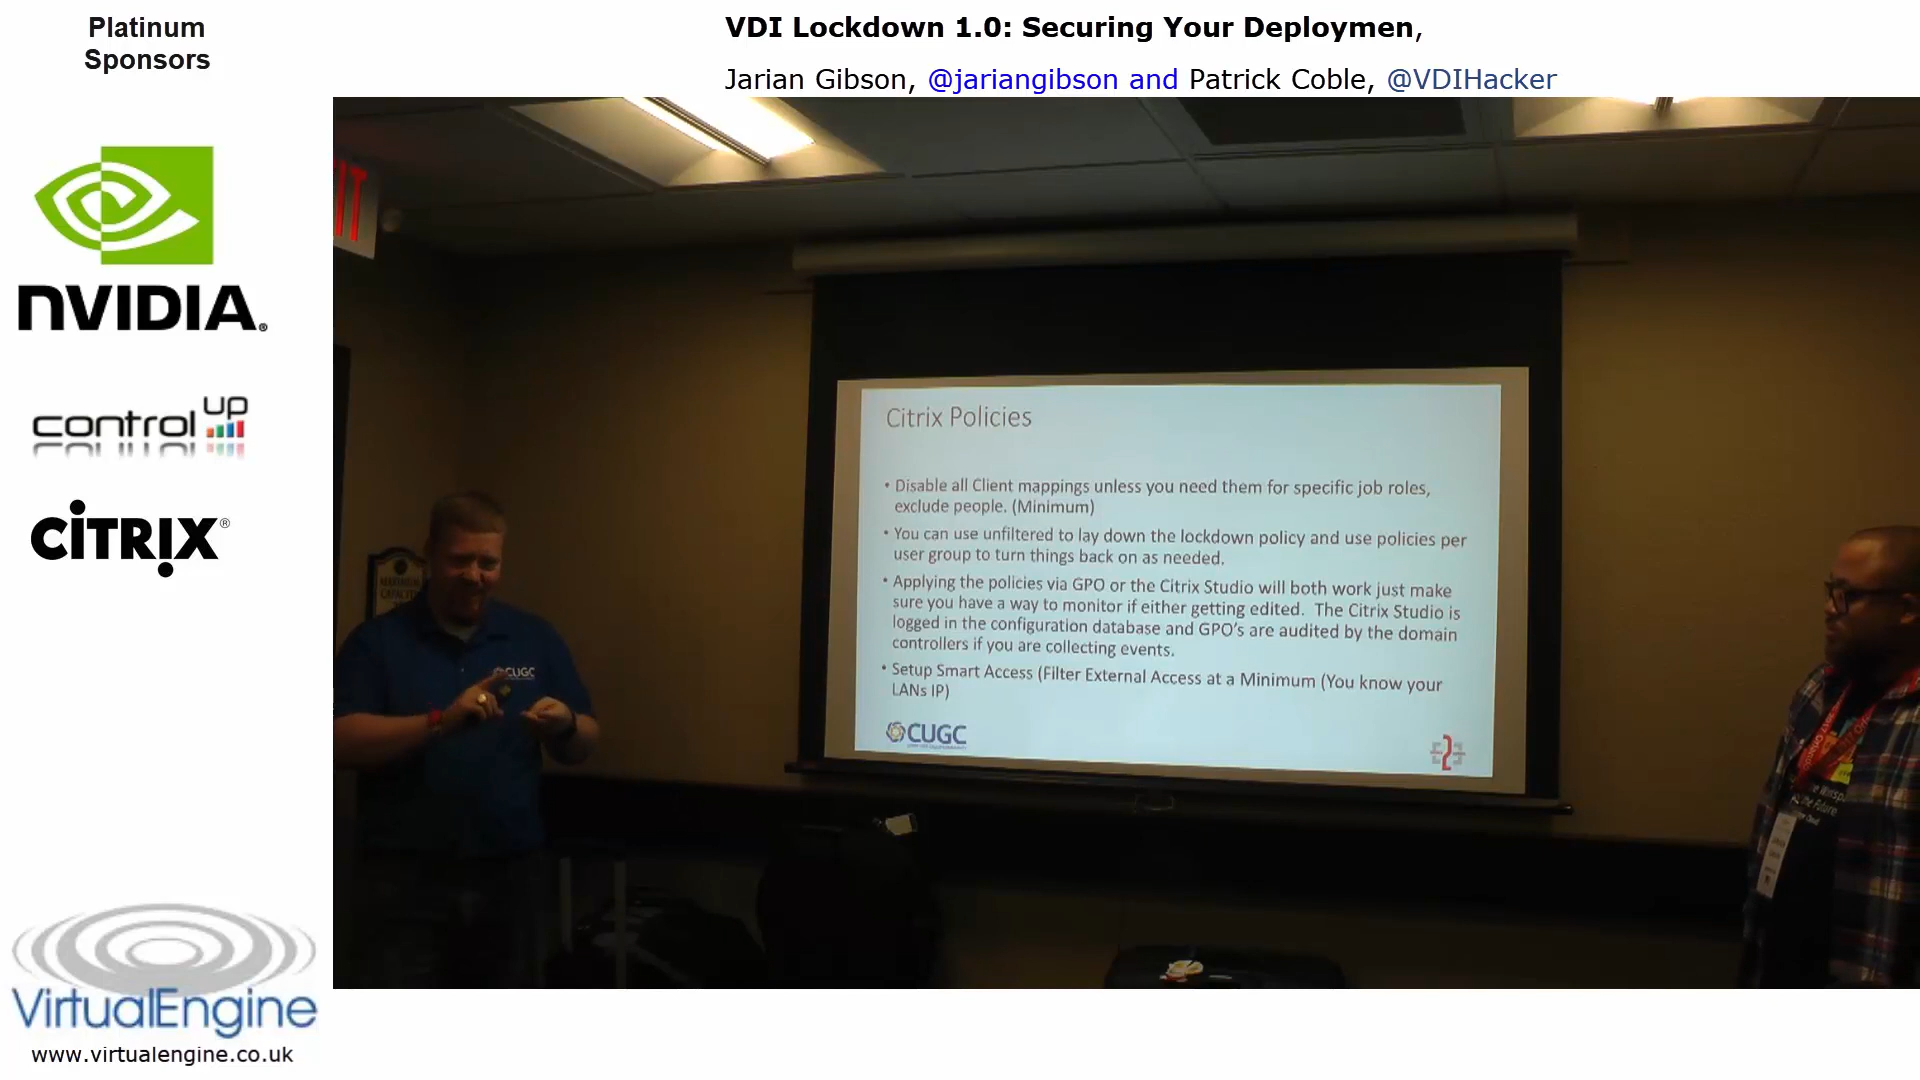 Platinum
Sponsors
VDI Lockdown 1.0: Securing Your Deploymen,
Jarian Gibson, @jariangibson and Patrick Coble, @VDIHacker
NVIDIA®
control up
CITRIX®
VirtualEngine
www.virtualengine.co.uk
IT
MAXIMUM
CAPACITY
CUGC
Citrix Policies
• Disable all Client mappings unless you need them for specific job roles,
exclude people. (Minimum)
• You can use unfiltered to lay down the lockdown policy and use policies per
user group to turn things back on as needed.
• Applying the policies via GPO or the Citrix Studio will both work just make
sure you have a way to monitor if either getting edited. The Citrix Studio is
logged in the configuration database and GPO's are audited by the domain
controllers if you are collecting events.
• Setup Smart Access (Filter External Access at a Minimum (You know your
LANs IP)
CUGC
the Future